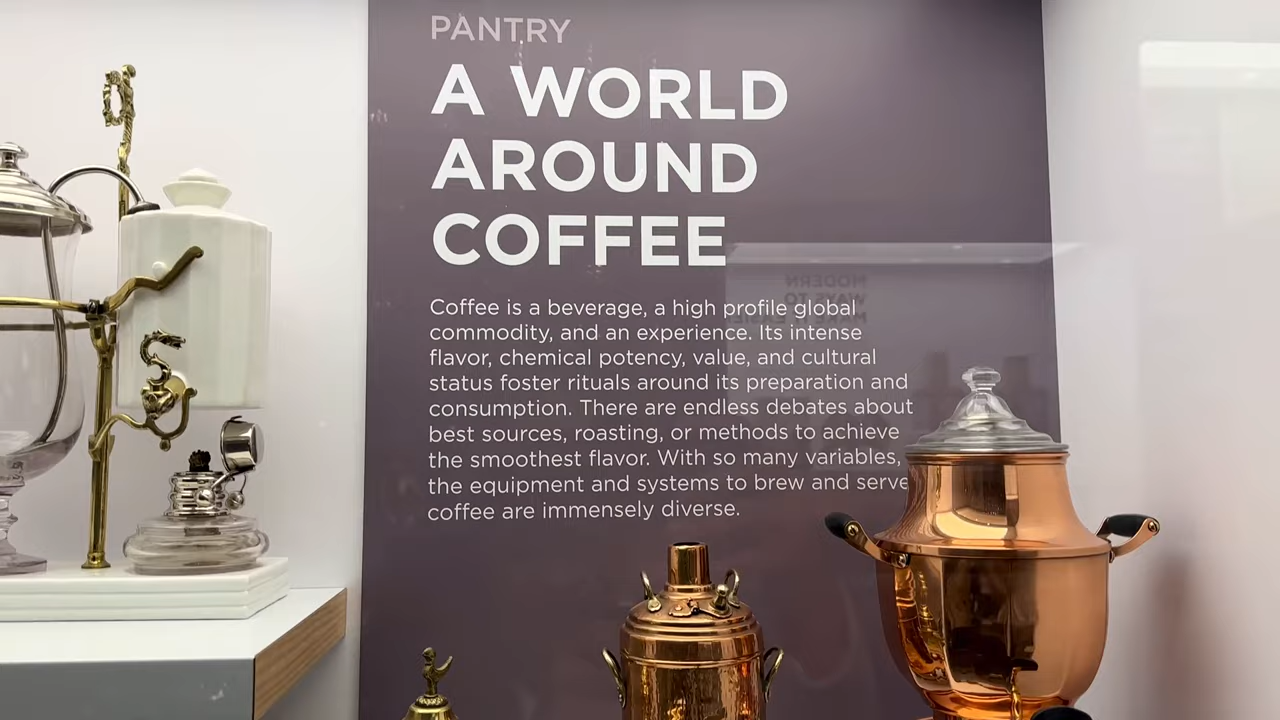 PANTRY
A WORLD
AROUND
COFFEE
Coffee is a beverage, a high profile global
commodity, and an experience. Its intense
flavor, chemical potency, value, and cultural
status foster rituals around its preparation and
consumption. There are endless debates about
best sources, roasting, or methods to achieve
the smoothest flavor. With so many variables,
the equipment and systems to brew and serve
coffee are immensely diverse.
MODERN
WAYS TO